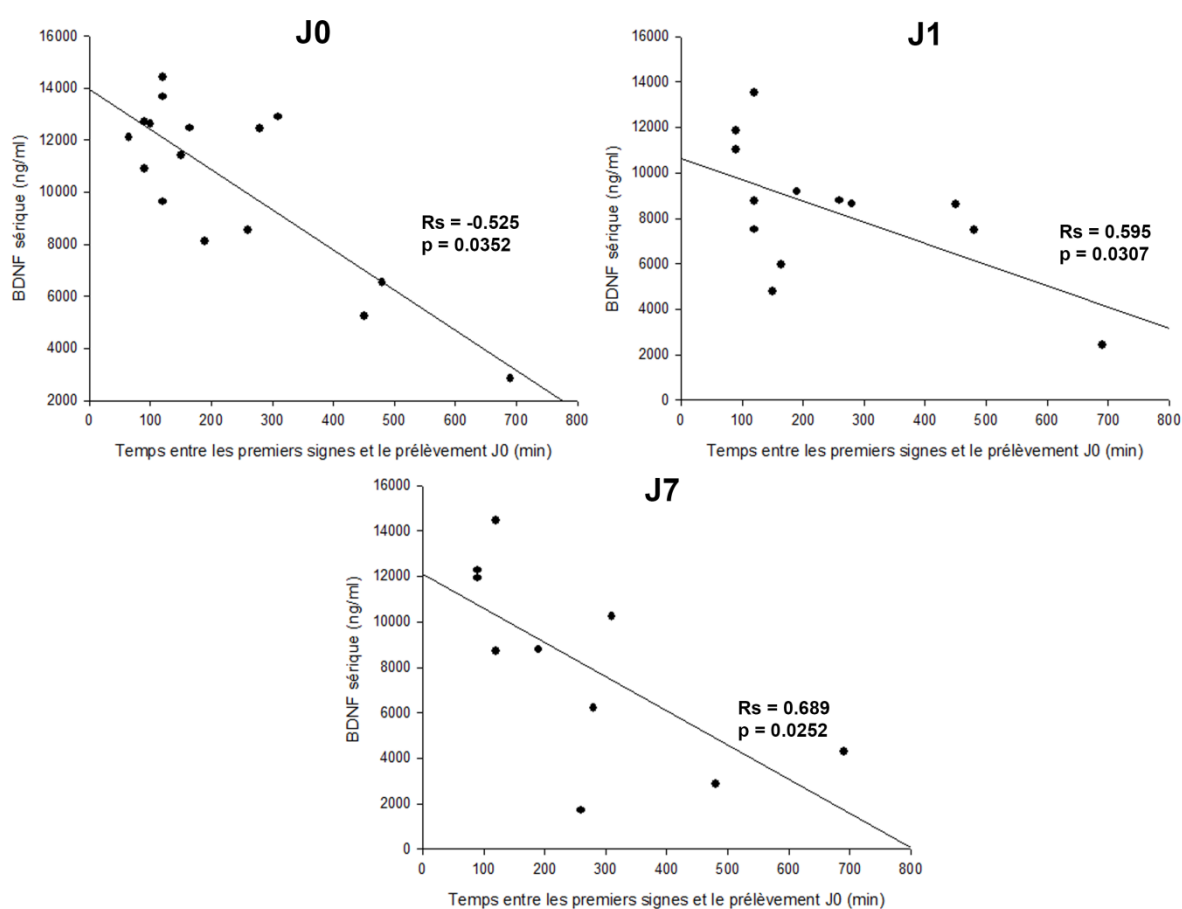 J0
16000
14000
12000
10000
8000
6000
4000
2000
BDNF sérique (ng/ml)
Rs = -0.525
p = 0.0352
0 100 200 300 400 500 600 700 800
Temps entre les premiers signes et le prélèvement J0 (min)
J1
16000
14000
12000
10000
8000
6000
4000
2000
0
BDNF sérique (ng/ml)
Rs = 0.595
p = 0.0307
0 100 200 300 400 500 600 700 800
Temps entre les premiers signes et le prélèvement J0 (min)
J7
16000
14000
12000
10000
8000
6000
4000
2000
0
BDNF sérique (ng/ml)
Rs = 0.689
p = 0.0252
0 100 200 300 400 500 600 700 800
Temps entre les premiers signes et le prélèvement J0 (min)